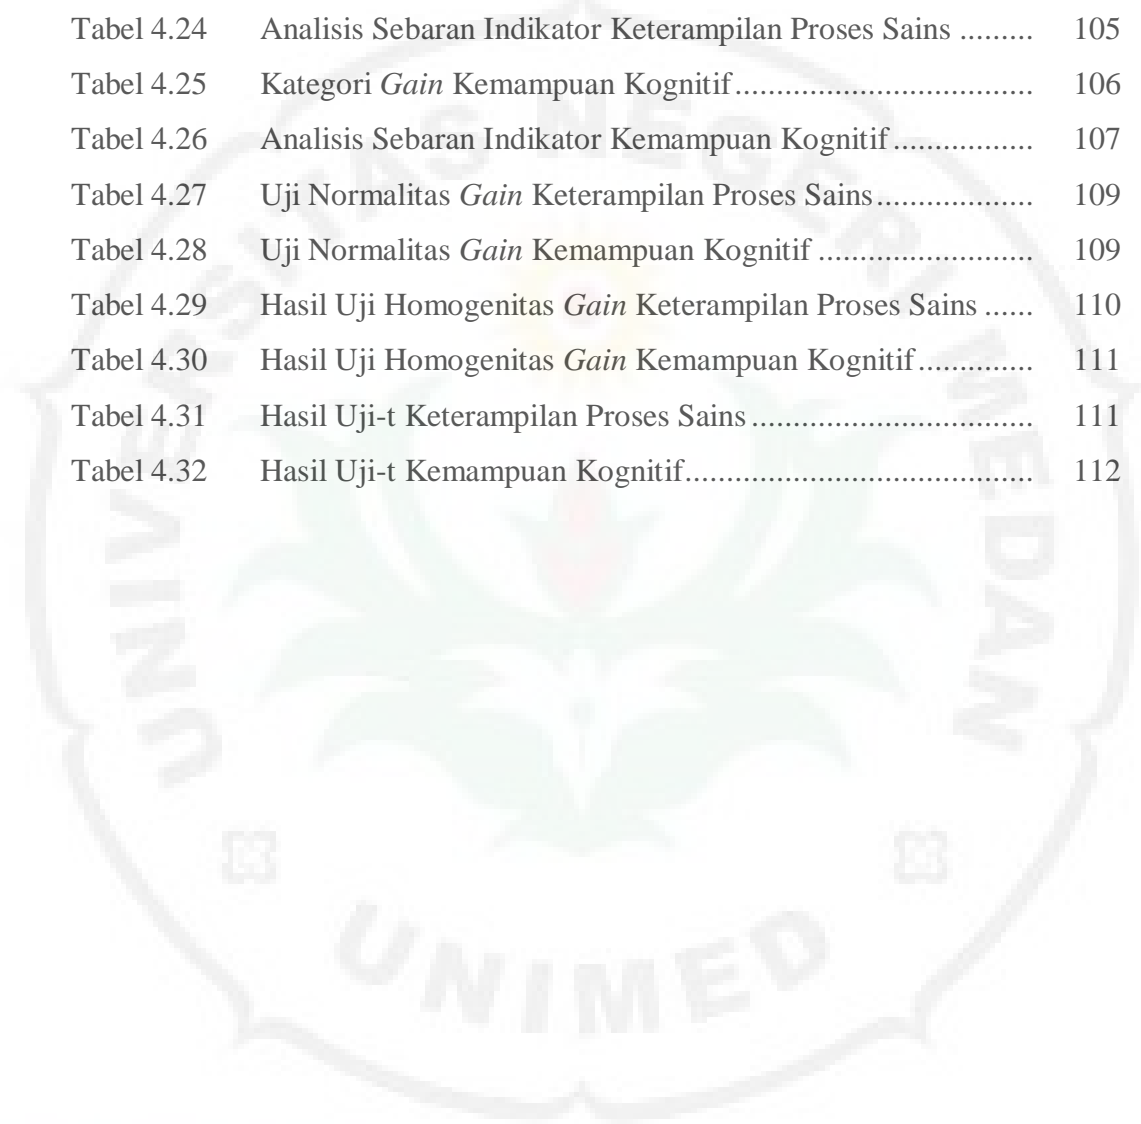 Tabel 4.24 Analisis Sebaran Indikator Keterampilan Proses Sains ......... 105
Tabel 4.25 Kategori Gain Kemampuan Kognitif.................................... 106
Tabel 4.26 Analisis Sebaran Indikator Kemampuan Kognitif................. 107
Tabel 4.27 Uji Normalitas Gain Keterampilan Proses Sains................... 109
Tabel 4.28 Uji Normalitas Gain Kemampuan Kognitif .......................... 109
Tabel 4.29 Hasil Uji Homogenitas Gain Keterampilan Proses Sains ...... 110
Tabel 4.30 Hasil Uji Homogenitas Gain Kemampuan Kognitif.............. 111
Tabel 4.31 Hasil Uji-t Keterampilan Proses Sains .................................. 111
Tabel 4.32 Hasil Uji-t Kemampuan Kognitif.......................................... 112
UNIVERSITAS NEGERI MEDAN
UNIMED